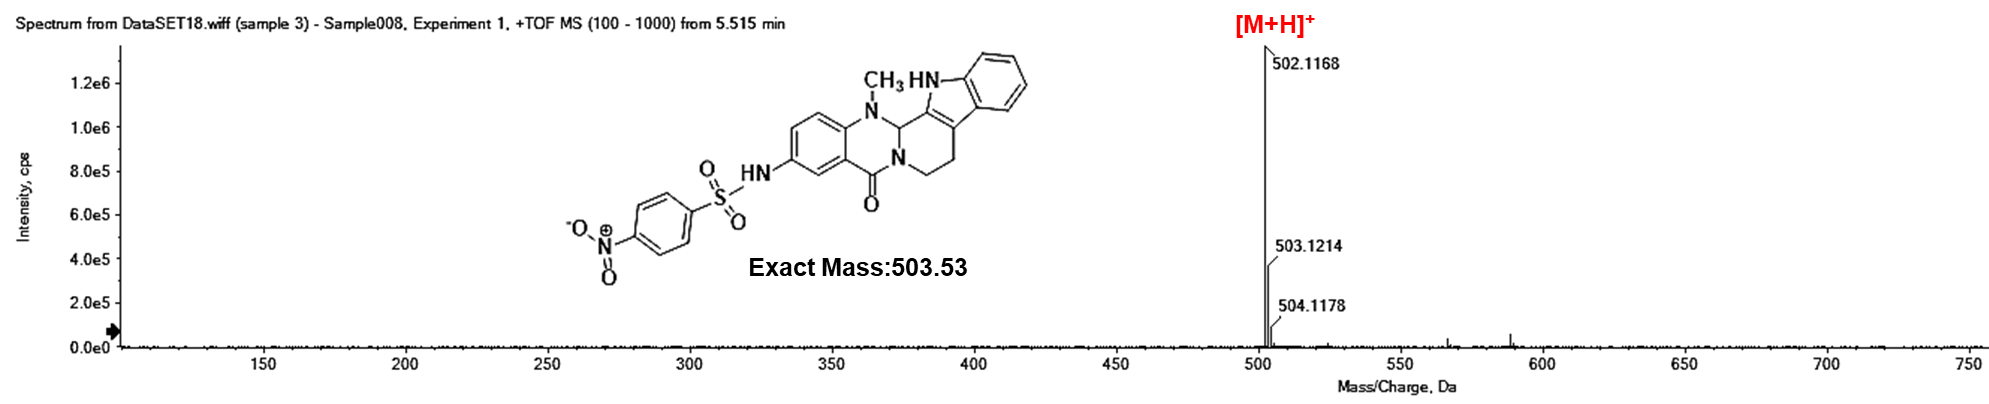 Spectrum from DataSET18.wiff (sample 3) - Sample008, Experiment 1, +TOF MS (100 - 1000) from 5.515 min
[M+H]+
502.1168
503.1214
504.1178
Intensity, cps
1.2e6
1.0e6
8.0e5
6.0e5
4.0e5
2.0e5
0.0e0
CH3 HN
N
N
O
HN
O
S
O
-O
N
⊕
O
Exact Mass:503.53
150 200 250 300 350 400 450 500 550 600 650 700 750
Mass/Charge, Da